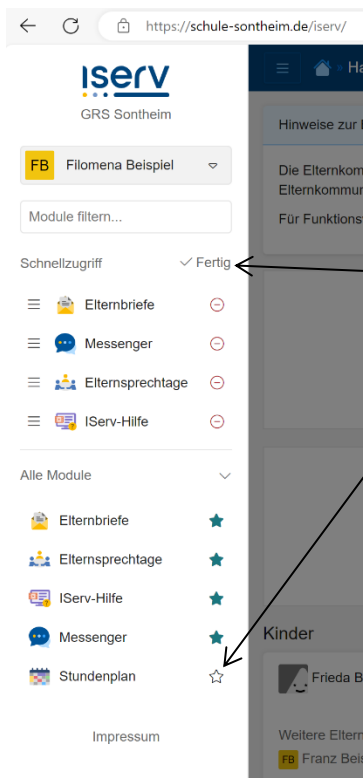 https://schule-sontheim.de/iserv/
ISERV
GRS Sontheim
FB Filomena Beispiel
Module filtern...
Schnellzugriff Fertig
Elternbriefe
Messenger
Elternsprechtage
IServ-Hilfe
Alle Module
Elternbriefe
Elternsprechtage
IServ-Hilfe
Messenger
Stundenplan
Impressum
» Ha
Hinweise zur
Die Elternkom
Elternkommu
Für Funktions
Kinder
Frieda B
Weitere Eltern
FB Franz Beis